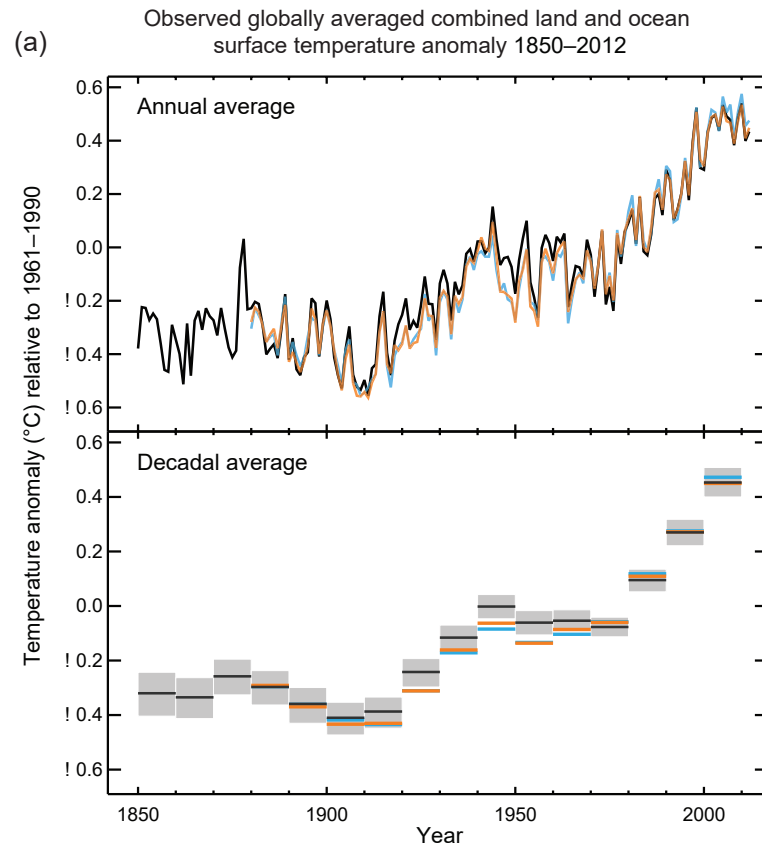 Observed globally averaged combined land and ocean
surface temperature anomaly 1850–2012
(a)
Temperature anomaly (°C) relative to 1961–1990
Annual average
0.6
0.4
0.2
0.0
! 0.2
! 0.4
! 0.6
Decadal average
0.6
0.4
0.2
0.0
! 0.2
! 0.4
! 0.6
1850 1900 1950 2000
Year